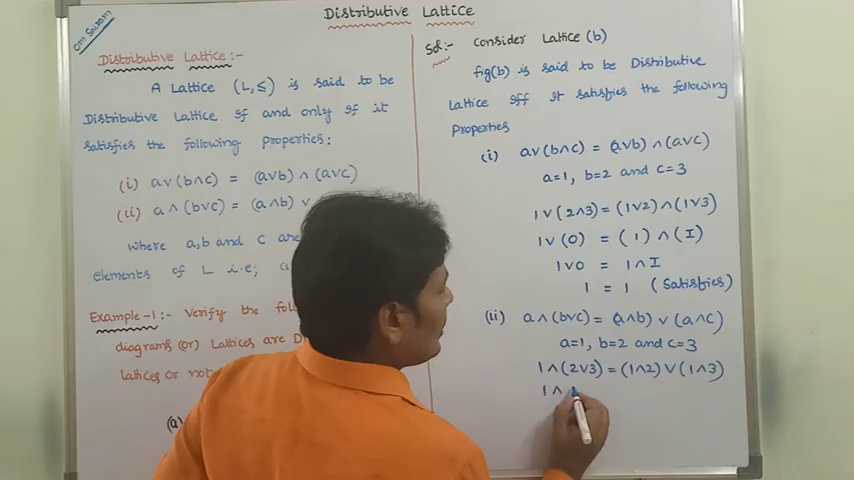 Distributive Lattice
Om Sairam
Distributive Lattice :-
A Lattice (L, ≤) is said to be
Distributive Lattice if and only if it
satisfies the following properties :
(i) a∨(b∧c) = (a∨b) ∧ (a∨c)
(ii) a∧(b∨c) = (a∧b) ∨
where a,b and c are
elements of L i.e; a
Example-1 :- Verify the
diagrams (or) Lattices are
lattices or not
(a)
Sol:- Consider Lattice (b)
fig(b) is said to be Distributive
Lattice iff it satisfies the following
properties
(i) a∨(b∧c) = (a∨b) ∧ (a∨c)
a=1, b=2 and c=3
1∨(2∧3) = (1∨2) ∧ (1∨3)
1∨(0) = (1) ∧ (I)
1∨0 = 1∧I
1 = 1 (Satisfies)
(ii) a∧(b∨c) = (a∧b) ∨ (a∧c)
a=1, b=2 and c=3
1∧(2∨3) = (1∧2) ∨ (1∧3)
1∧